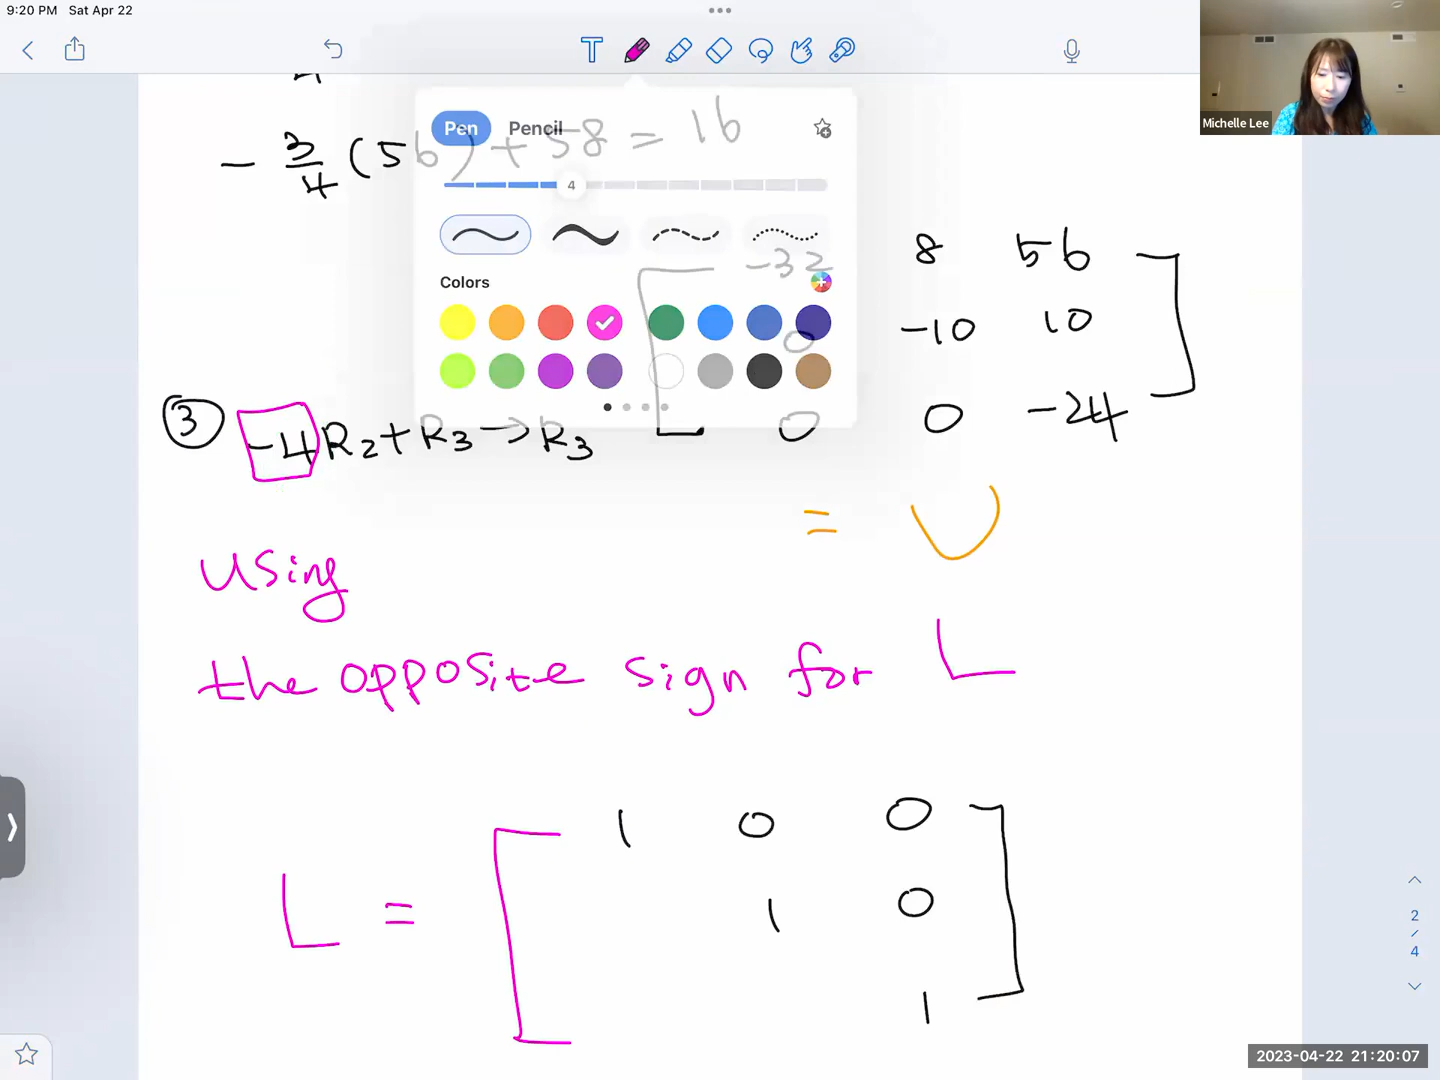 9:20 PM Sat Apr 22
T
Michelle Lee
Pen Pencil
- 3/4 (56) + 58 = 16
4
-32 8 56
Colors
0 -10 10
0 0 -24
③ -4R2+R3→R3
= U
Using
the opposite sign for L
L = [ 1 0 0
1 0
1 ]
2
/
4
2023-04-22 21:20:07